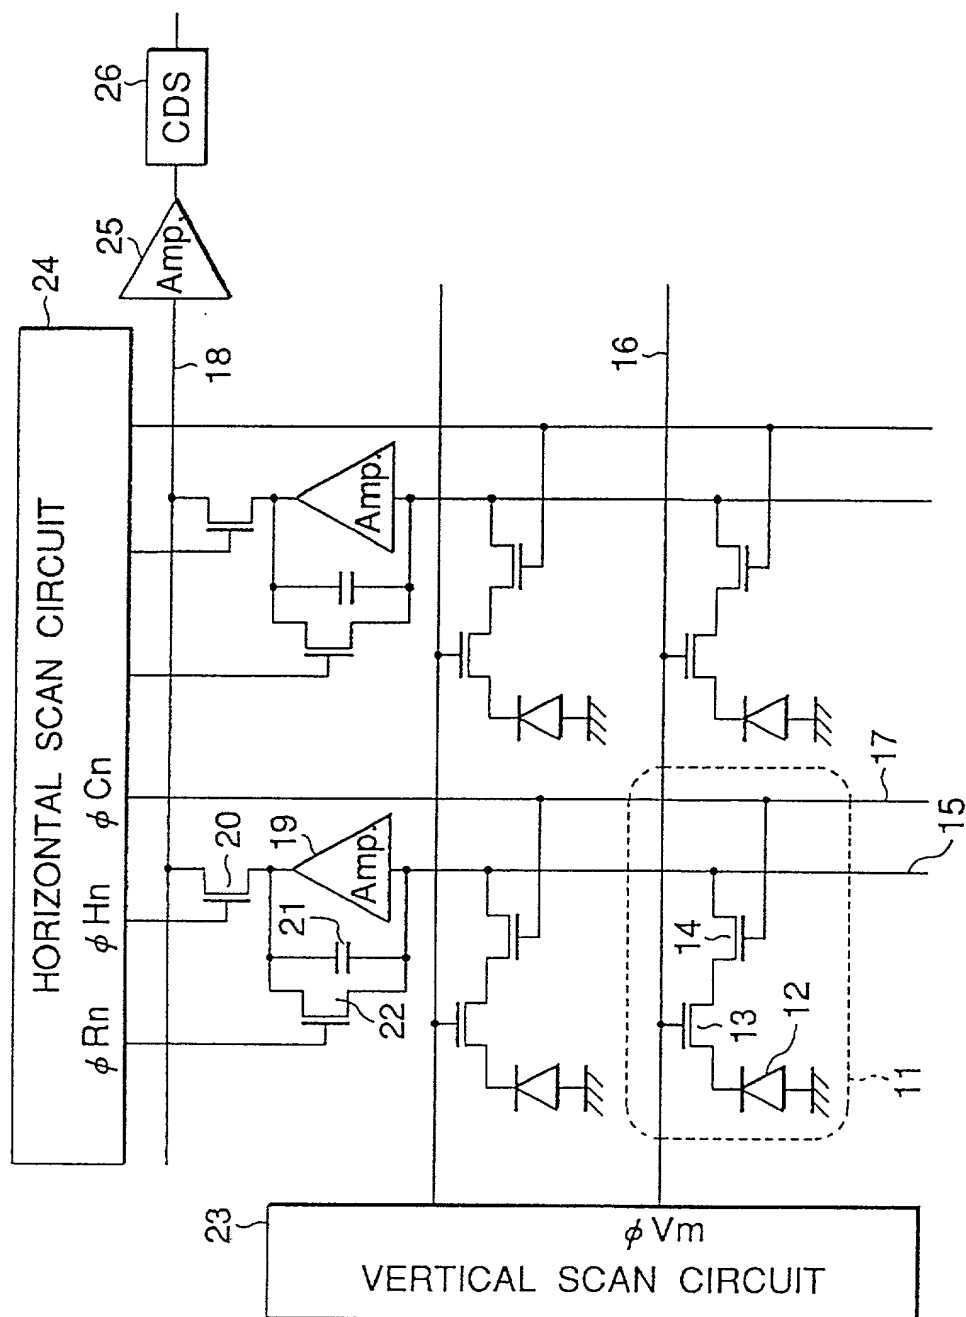 HORIZONTAL SCAN CIRCUIT
24
φRn
φHn
φCn
18
Amp.
25
CDS
26
20
19
Amp.
21
22
Amp.
16
13
14
12
11
17
15
23
φVm
VERTICAL SCAN CIRCUIT